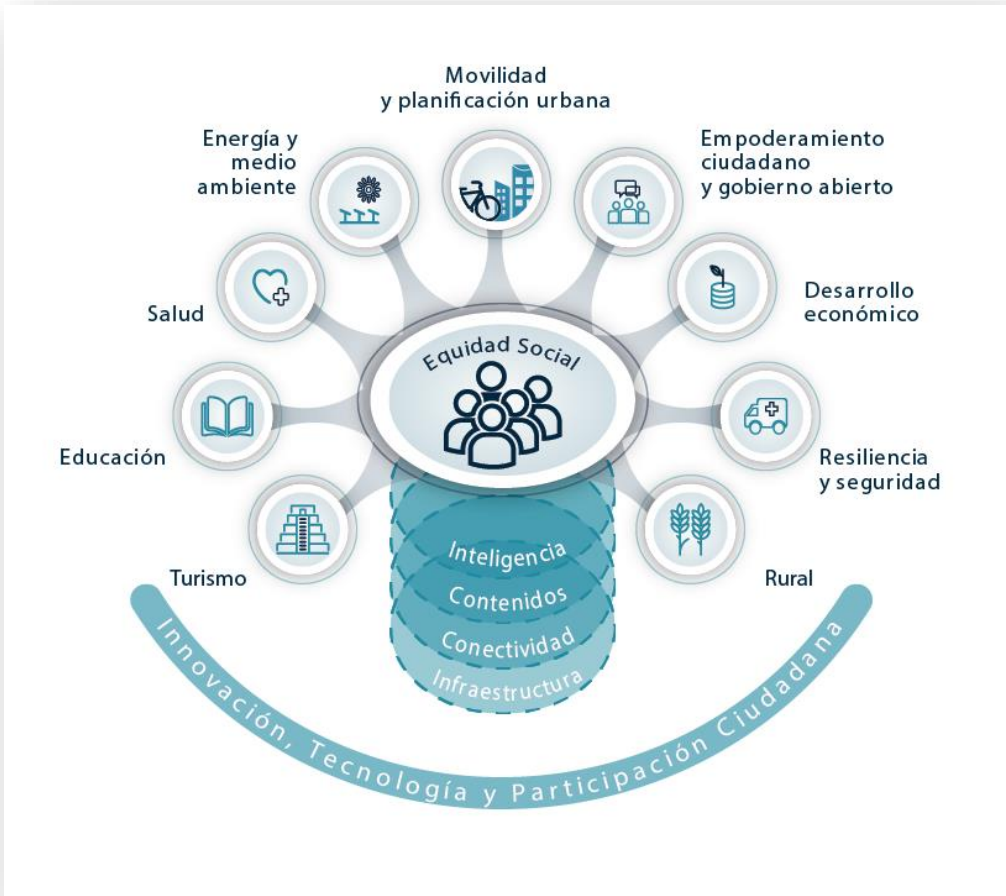 Movilidad
y planificación urbana
Energía y
medio
ambiente
Empoderamiento
ciudadano
y gobierno abierto
Salud
Desarrollo
económico
Equidad Social
Educación
Resiliencia
y seguridad
Turismo
Rural
Inteligencia
Contenidos
Conectividad
Infraestructura
Innovación, Tecnología y Participación Ciudadana